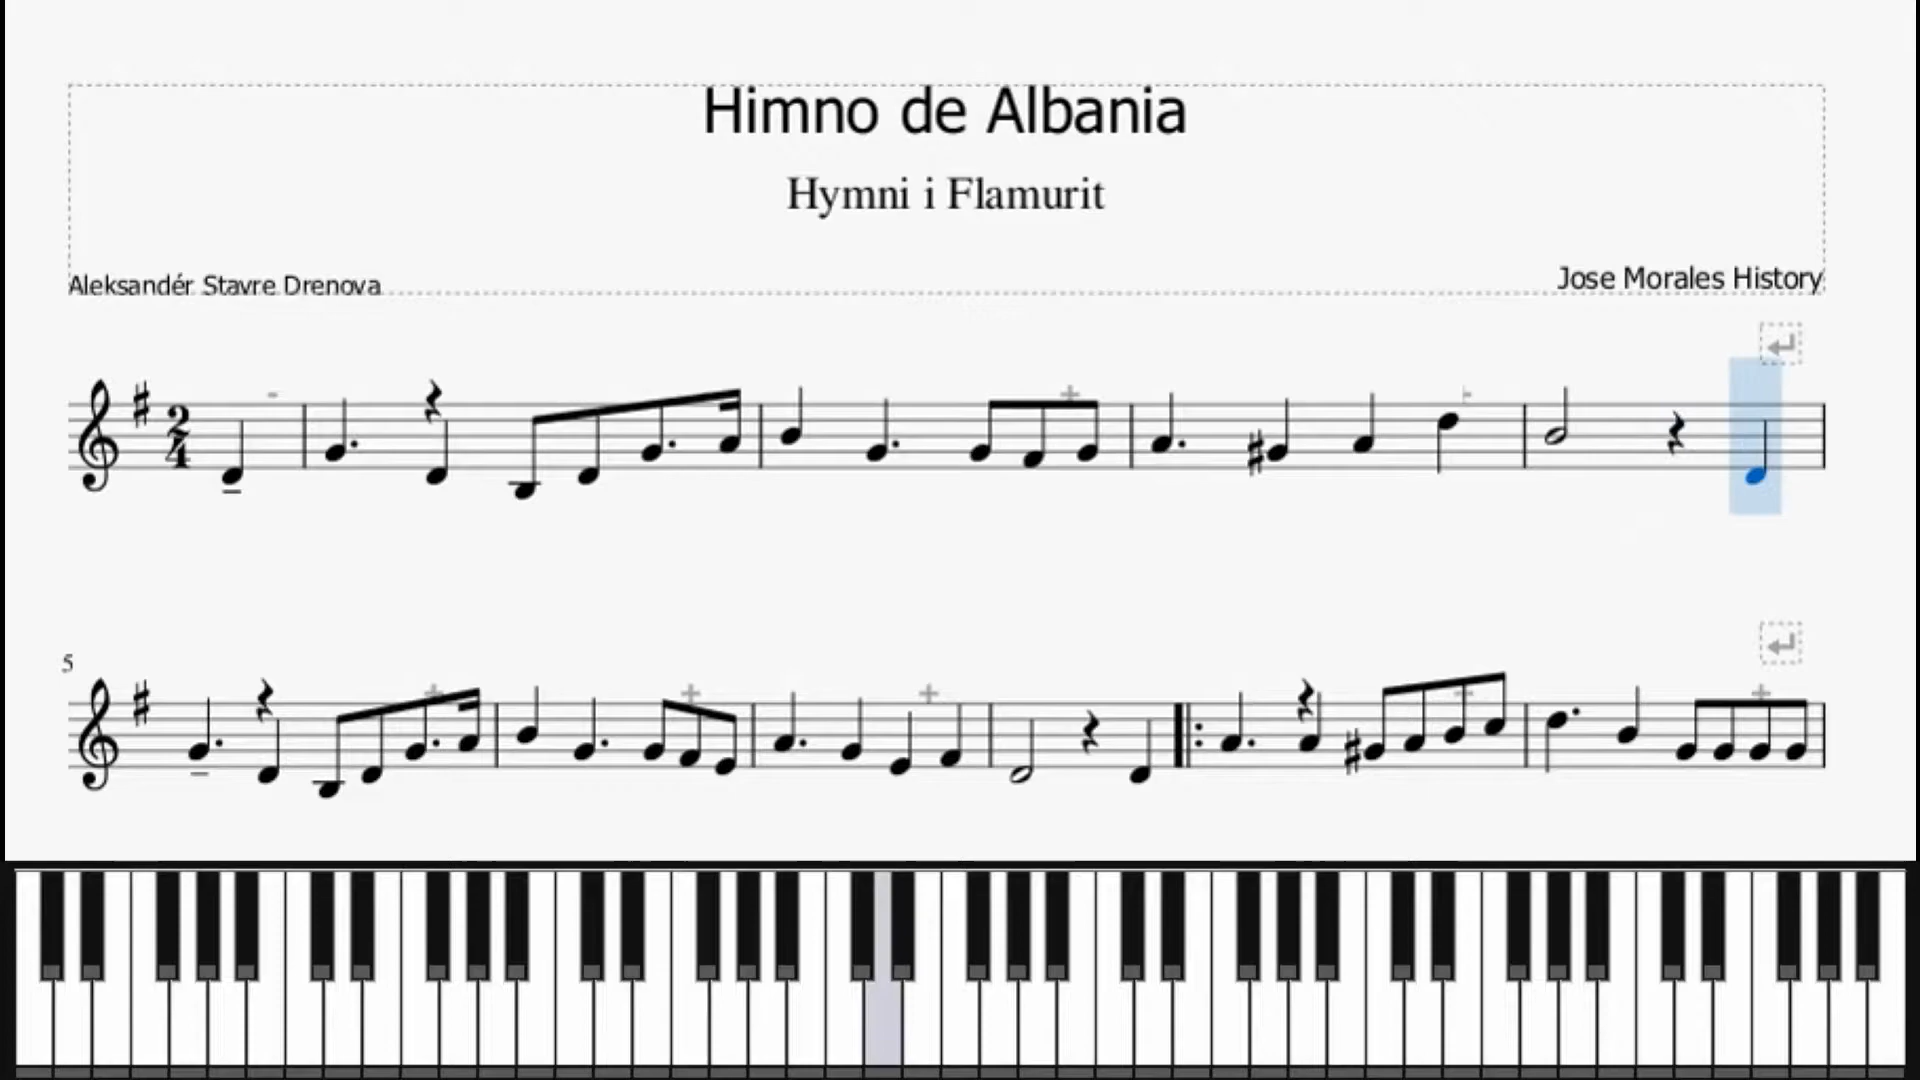 Himno de Albania
Hymni i Flamurit
Aleksandér Stavre Drenova
Jose Morales History
2
4
5